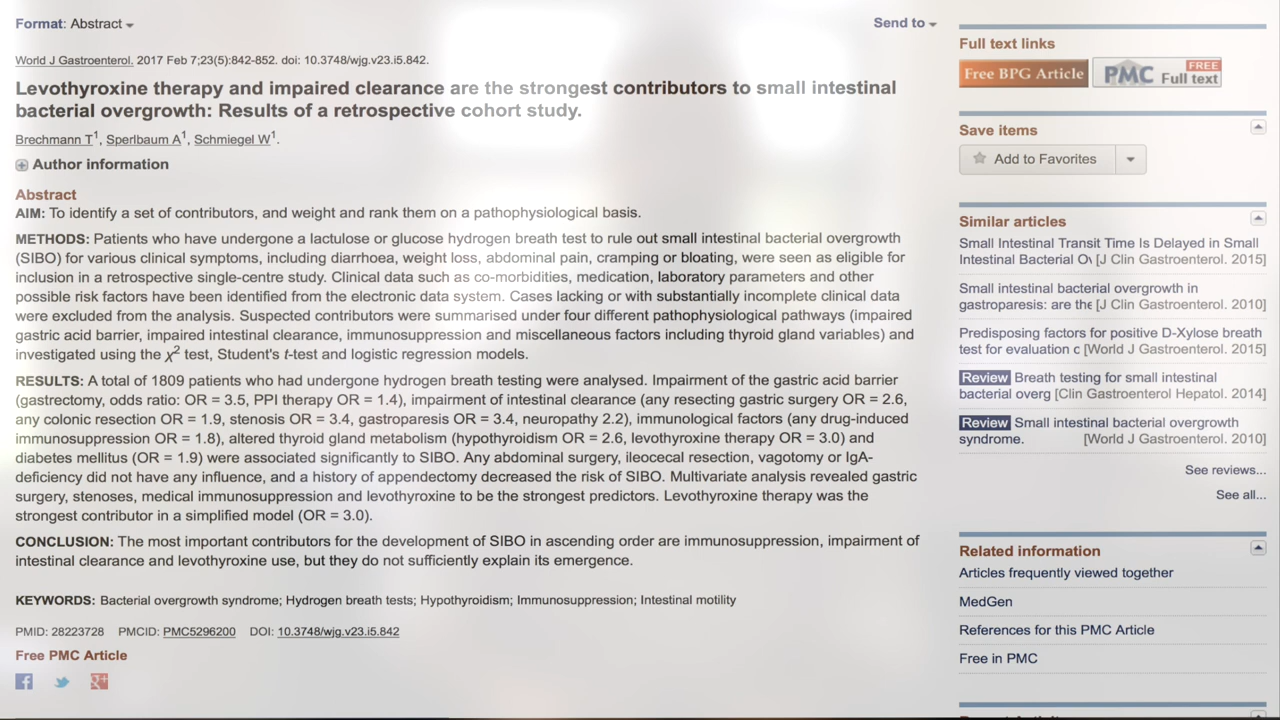 Format: Abstract
Send to
World J Gastroenterol. 2017 Feb 7;23(5):842-852. doi: 10.3748/wjg.v23.i5.842.
Levothyroxine therapy and impaired clearance are the strongest contributors to small intestinal
bacterial overgrowth: Results of a retrospective cohort study.
Brechmann T1, Sperlbaum A1, Schmiegel W1.
Author information
Abstract
AIM: To identify a set of contributors, and weight and rank them on a pathophysiological basis.
METHODS: Patients who have undergone a lactulose or glucose hydrogen breath test to rule out small intestinal bacterial overgrowth
(SIBO) for various clinical symptoms, including diarrhoea, weight loss, abdominal pain, cramping or bloating, were seen as eligible for
inclusion in a retrospective single-centre study. Clinical data such as co-morbidities, medication, laboratory parameters and other
possible risk factors have been identified from the electronic data system. Cases lacking or with substantially incomplete clinical data
were excluded from the analysis. Suspected contributors were summarised under four different pathophysiological pathways (impaired
gastric acid barrier, impaired intestinal clearance, immunosuppression and miscellaneous factors including thyroid gland variables) and
investigated using the χ2 test, Student's t-test and logistic regression models.
RESULTS: A total of 1809 patients who had undergone hydrogen breath testing were analysed. Impairment of the gastric acid barrier
(gastrectomy, odds ratio: OR = 3.5, PPI therapy OR = 1.4), impairment of intestinal clearance (any resecting gastric surgery OR = 2.6,
any colonic resection OR = 1.9, stenosis OR = 3.4, gastroparesis OR = 3.4, neuropathy 2.2), immunological factors (any drug-induced
immunosuppression OR = 1.8), altered thyroid gland metabolism (hypothyroidism OR = 2.6, levothyroxine therapy OR = 3.0) and
diabetes mellitus (OR = 1.9) were associated significantly to SIBO. Any abdominal surgery, ileocecal resection, vagotomy or IgA-
deficiency did not have any influence, and a history of appendectomy decreased the risk of SIBO. Multivariate analysis revealed gastric
surgery, stenoses, medical immunosuppression and levothyroxine to be the strongest predictors. Levothyroxine therapy was the
strongest contributor in a simplified model (OR = 3.0).
CONCLUSION: The most important contributors for the development of SIBO in ascending order are immunosuppression, impairment of
intestinal clearance and levothyroxine use, but they do not sufficiently explain its emergence.
KEYWORDS: Bacterial overgrowth syndrome; Hydrogen breath tests; Hypothyroidism; Immunosuppression; Intestinal motility
PMID: 28223728 PMCID: PMC5296200 DOI: 10.3748/wjg.v23.i5.842
Free PMC Article
Full text links
Free BPG Article
PMC FREE Full text
Save items
Add to Favorites
Similar articles
Small Intestinal Transit Time Is Delayed in Small
Intestinal Bacterial O [J Clin Gastroenterol. 2015]
Small intestinal bacterial overgrowth in
gastroparesis: are the [J Clin Gastroenterol. 2010]
Predisposing factors for positive D-Xylose breath
test for evaluation c [World J Gastroenterol. 2015]
Review Breath testing for small intestinal
bacterial overg [Clin Gastroenterol Hepatol. 2014]
Review Small intestinal bacterial overgrowth
syndrome. [World J Gastroenterol. 2010]
See reviews...
See all...
Related information
Articles frequently viewed together
MedGen
References for this PMC Article
Free in PMC